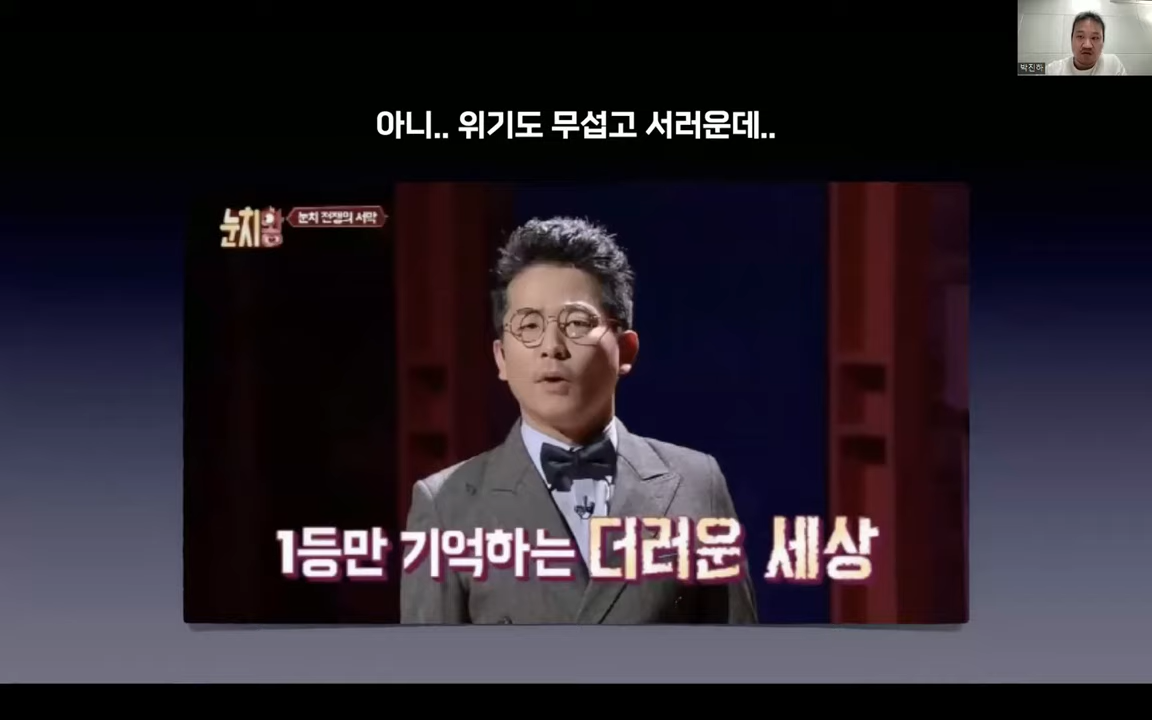 박진하
아니.. 위기도 무섭고 서러운데..
눈치왕 눈치 전쟁의 서막
1등만 기억하는 더러운 세상